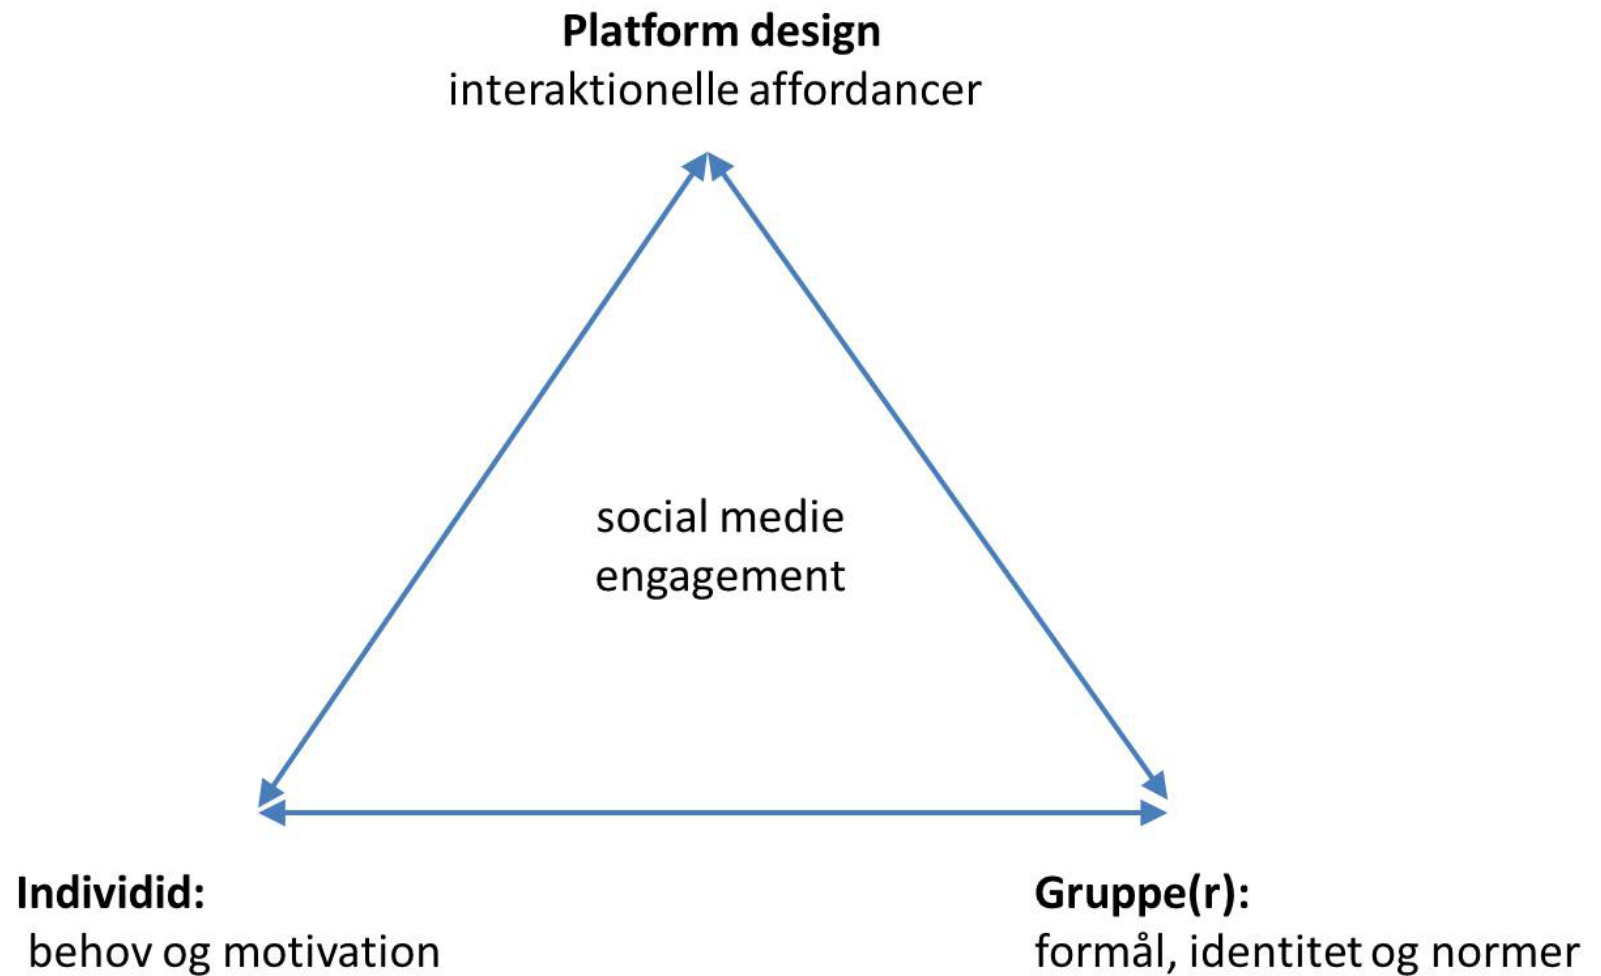 Platform design
interaktionelle affordancer
social medie
engagement
Individid:
behov og motivation
Gruppe(r):
formål, identitet og normer